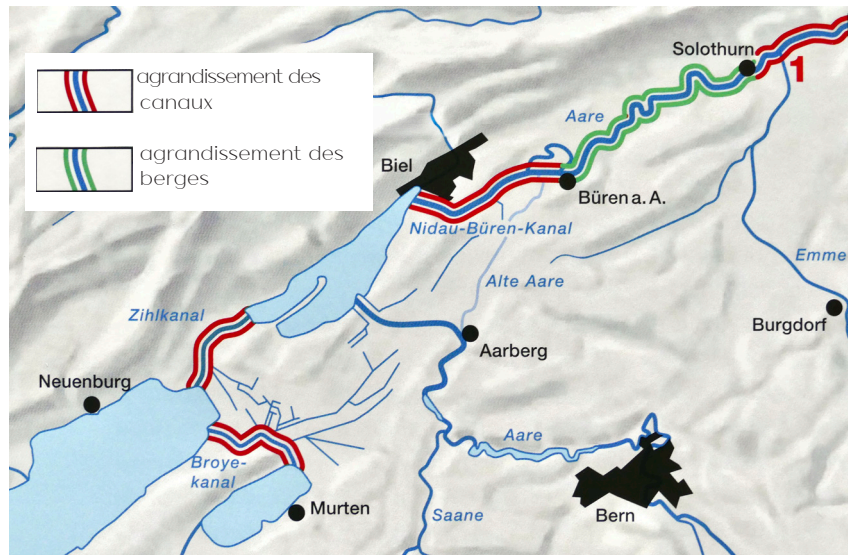 agrandissement des
canaux
agrandissement des
berges
Solothurn
1
Aare
Biel
Büren a. A.
Nidau-Büren-Kanal
Emme
Alte Aare
Zihlkanal
Burgdorf
Aarberg
Neuenburg
Aare
Broye-
kanal
Murten
Saane
Bern